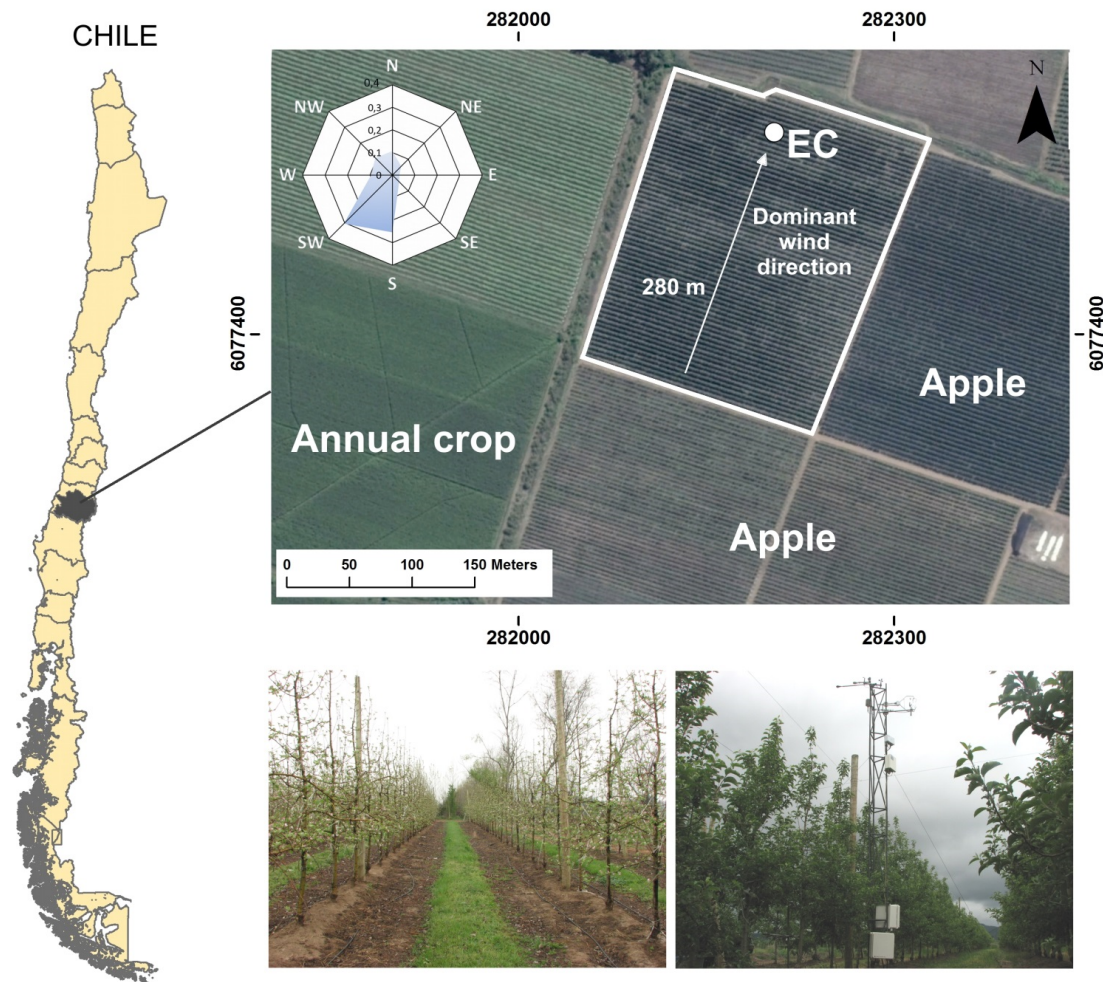 CHILE
282000
282300
N
NW
NE
W
E
SW
SE
S
0,4
0,3
0,2
0,1
0
N
EC
Dominant
wind
direction
280 m
6077400
6077400
Apple
Annual crop
Apple
0 50 100 150 Meters
282000
282300